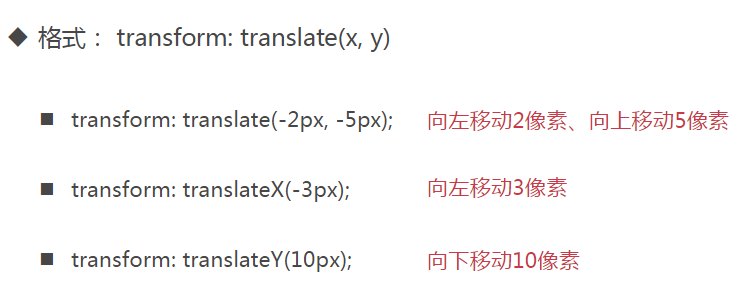 ◆ 格式： transform: translate(x, y)
■ transform: translate(-2px, -5px); 向左移动2像素、向上移动5像素
■ transform: translateX(-3px); 向左移动3像素
■ transform: translateY(10px); 向下移动10像素